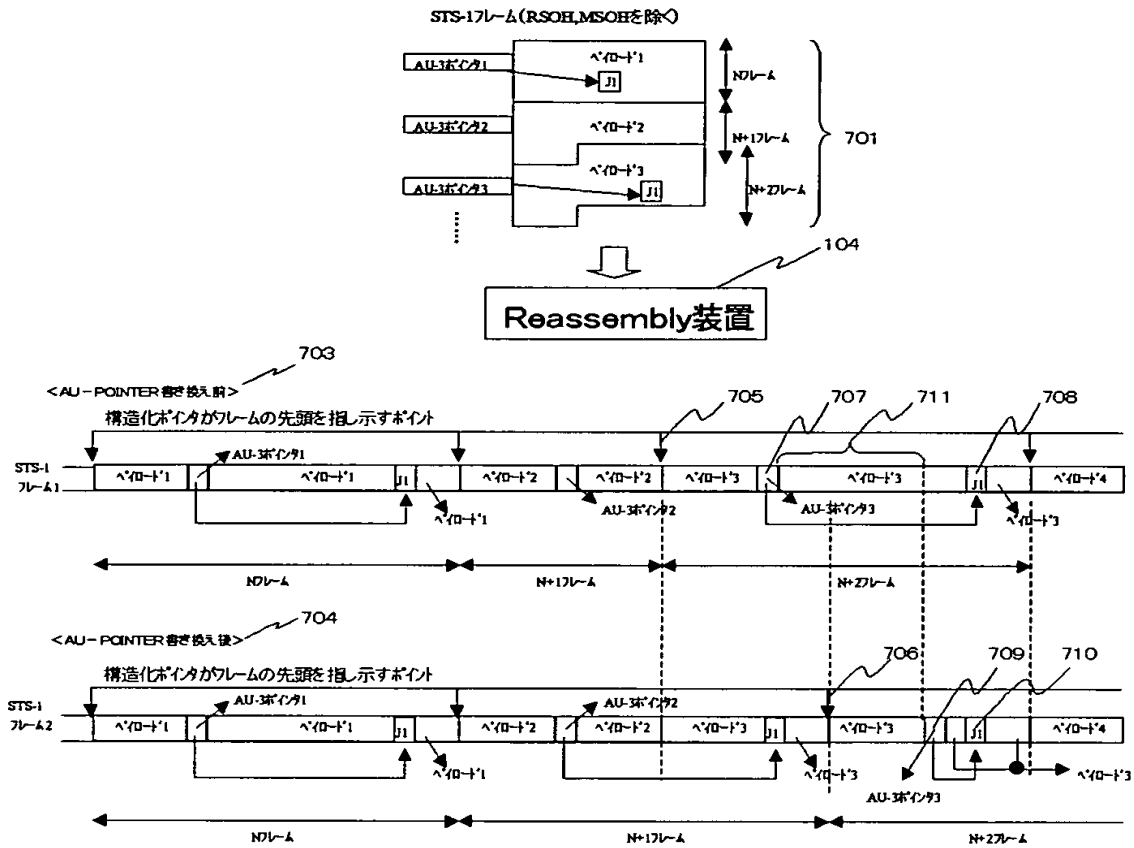 STS-1フレーム(RSOH,MSOHを除く)
ペイロード1
AU-3ポインタ1
J1
Nフレーム
AU-3ポインタ2
ペイロード2
N+1フレーム
701
ペイロード3
AU-3ポインタ3
J1
N+2フレーム
104
Reassembly装置
703
<AU-POINTER書き換え前>
705
707
711
708
構造化ポインタがフレームの先頭を指し示すポイント
AU-3ポインタ1
STS-1
フレーム1
ペイロード1
ペイロード1
J1
ペイロード2
ペイロード2
ペイロード3
ペイロード3
J1
ペイロード4
ペイロード1
AU-3ポインタ2
AU-3ポインタ3
ペイロード3
Nフレーム
N+1フレーム
N+2フレーム
704
<AU-POINTER書き換え後>
706
709
710
構造化ポインタがフレームの先頭を指し示すポイント
AU-3ポインタ1
AU-3ポインタ2
STS-1
フレーム2
ペイロード1
ペイロード1
J1
ペイロード2
ペイロード2
ペイロード3
J1
ペイロード3
J1
ペイロード4
ペイロード1
ペイロード3
AU-3ポインタ3
ペイロード3
Nフレーム
N+1フレーム
N+2フレーム